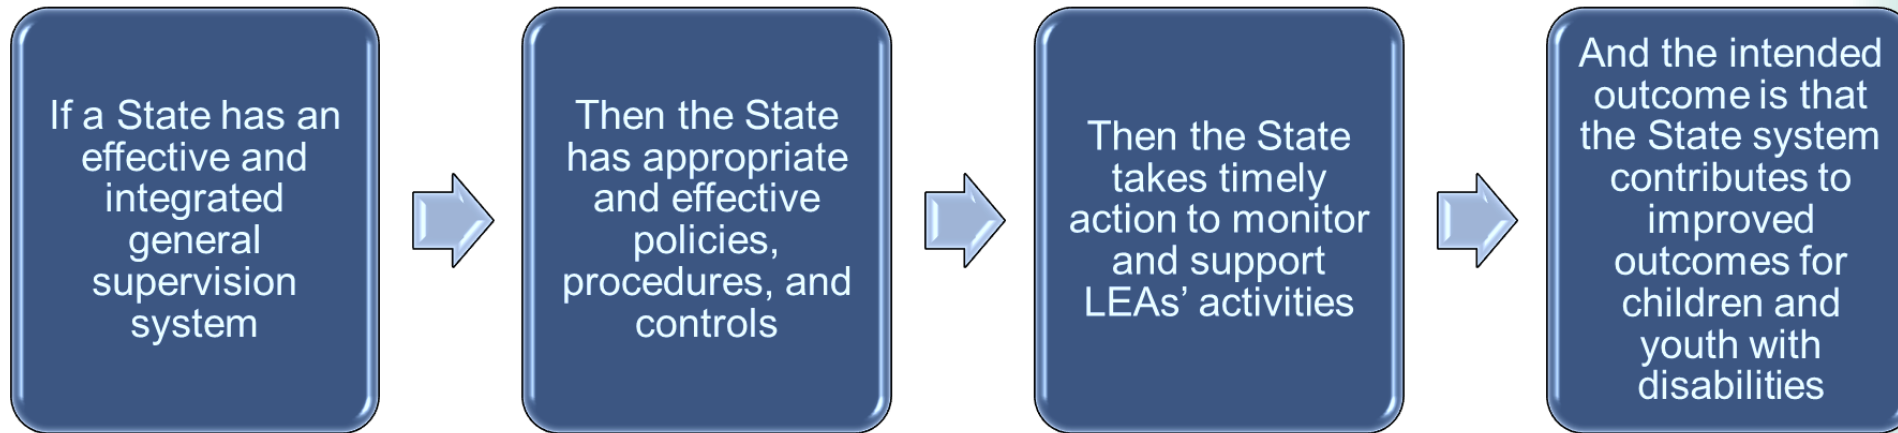 If a State has an
effective and
integrated
general
supervision
system
Then the State
has appropriate
and effective
policies,
procedures, and
controls
Then the State
takes timely
action to monitor
and support
LEAs’ activities
And the intended
outcome is that
the State system
contributes to
improved
outcomes for
children and
youth with
disabilities